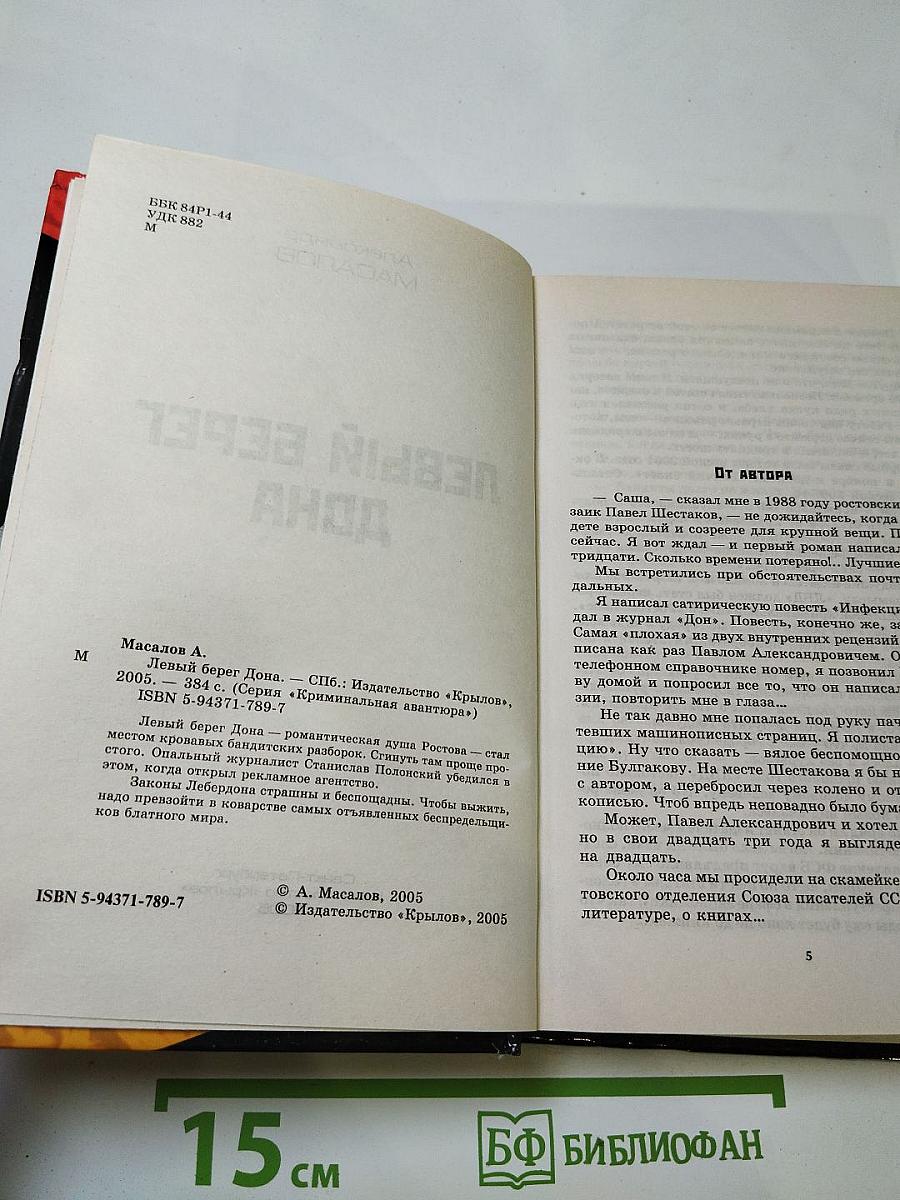 ББК 84Р1-44
УДК 882
М
Александр
МАСАЛОВ
ЛЕВЫЙ БЕРЕГ
ДОНА
Масалов А.
М
Левый берег Дона. — СПб.: Издательство «Крылов»,
2005. — 384 с. (Серия «Криминальная авантюра»)
ISBN 5-94371-789-7
Левый берег Дона — романтическая душа Ростова — стал
местом кровавых бандитских разборок. Сгинуть там проще про-
стого. Опальный журналист Станислав Полонский убедился в
этом, когда открыл рекламное агентство.
Законы Лебердона страшны и беспощадны. Чтобы выжить,
надо превзойти в коварстве самых отъявленных беспредельщи-
ков блатного мира.
ISBN 5-94371-789-7
© А. Масалов, 2005
© Издательство «Крылов», 2005
От автора
— Саша, — сказал мне в 1988 году ростовски
заик Павел Шестаков, — не дожидайтесь, когда
дете взрослый и созреете для крупной вещи. П
сейчас. Я вот ждал — и первый роман написал
тридцати. Сколько времени потеряно!.. Лучшие
Мы встретились при обстоятельствах почт
дальных.
Я написал сатирическую повесть «Инфекци
дал в журнал «Дон». Повесть, конечно же, за
Самая «плохая» из двух внутренних рецензий
писана как раз Павлом Александровичем. О
телефонном справочнике номер, я позвонил
ву домой и попросил все то, что он написал
зии, повторить мне в глаза...
Не так давно мне попалась под руку пач
тевших машинописных страниц. Я полиста
цию». Ну что сказать — вялое беспомощно
ние Булгакову. На месте Шестакова я бы н
с автором, а перебросил через колено и от
кописью. Чтоб впредь неповадно было бума
Может, Павел Александрович и хотел
но в свои двадцать три года я выгляде
на двадцать.
Около часа мы просидели на скамейке
товского отделения Союза писателей СС
литературе, о книгах...
5
15 см
БФ БИБЛИОФАН